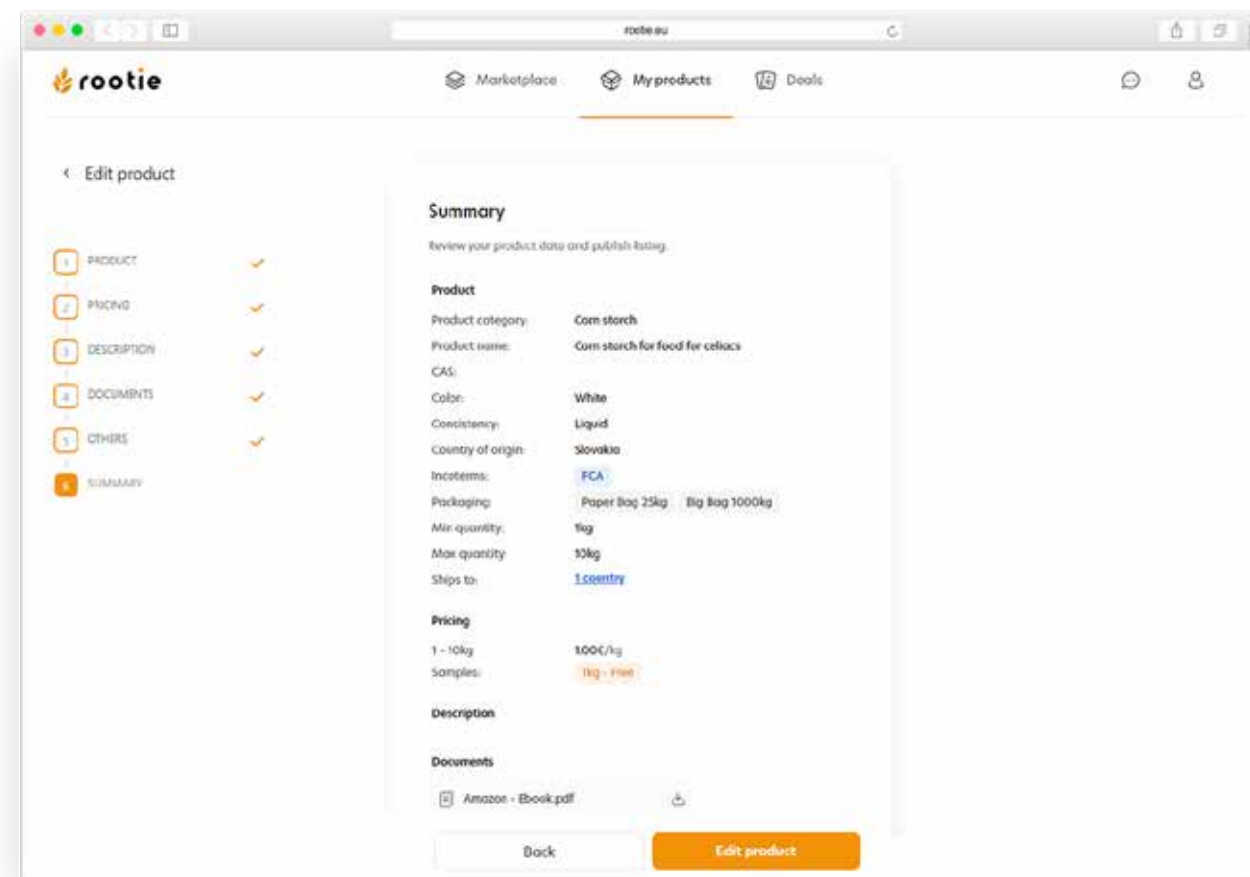 rootie.eu
rootie
Marketplace
My products
Deals
Edit product
1 PRODUCT
2 PRICING
3 DESCRIPTION
4 DOCUMENTS
5 OTHERS
6 SUMMARY
Summary
Review your product data and publish listing.
Product
Product category: Corn starch
Product name: Corn starch for food for celiacs
CAS:
Color: White
Consistency: Liquid
Country of origin: Slovakia
Incoterms: FCA
Packaging: Paper Bag 25kg Big Bag 1000kg
Min quantity: 1kg
Max quantity 10kg
Ships to: 1 country
Pricing
1 - 10kg 1.00€/kg
Samples: 1kg - Free
Description
Documents
Amazon - Ebook.pdf
Back
Edit product